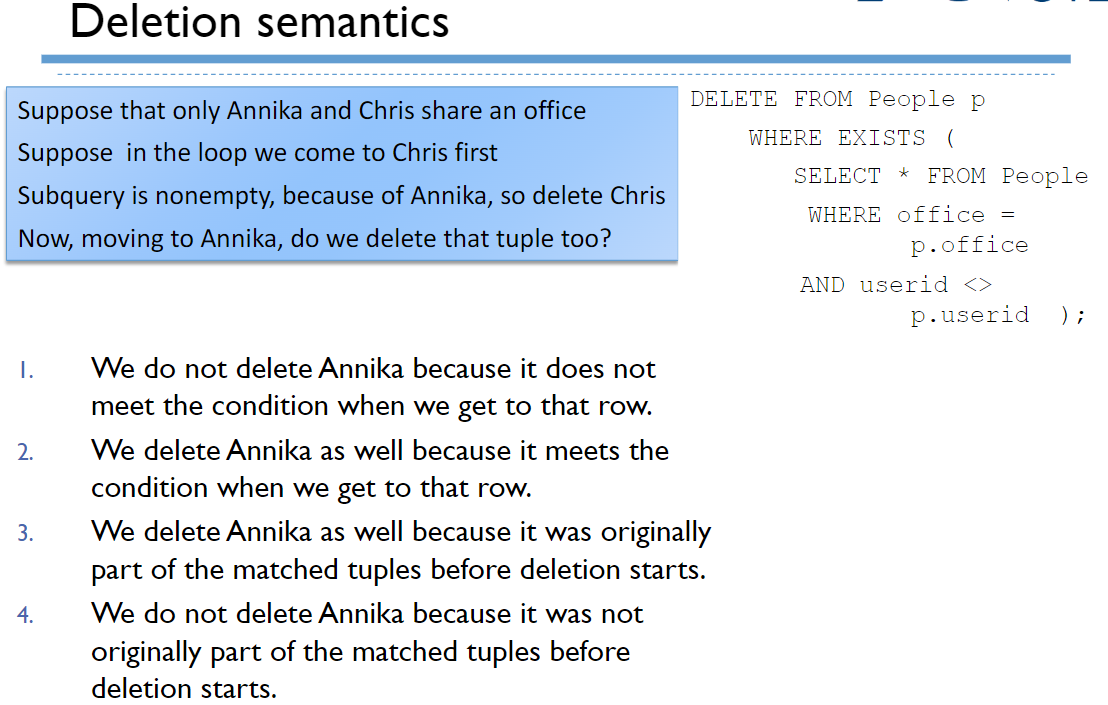 Deletion semantics
Suppose that only Annika and Chris share an office
Suppose in the loop we come to Chris first
Subquery is nonempty, because of Annika, so delete Chris
Now, moving to Annika, do we delete that tuple too?
DELETE FROM People p
WHERE EXISTS (
SELECT * FROM People
WHERE office =
p.office
AND userid <>
p.userid );
1. We do not delete Annika because it does not
meet the condition when we get to that row.
2. We delete Annika as well because it meets the
condition when we get to that row.
3. We delete Annika as well because it was originally
part of the matched tuples before deletion starts.
4. We do not delete Annika because it was not
originally part of the matched tuples before
deletion starts.